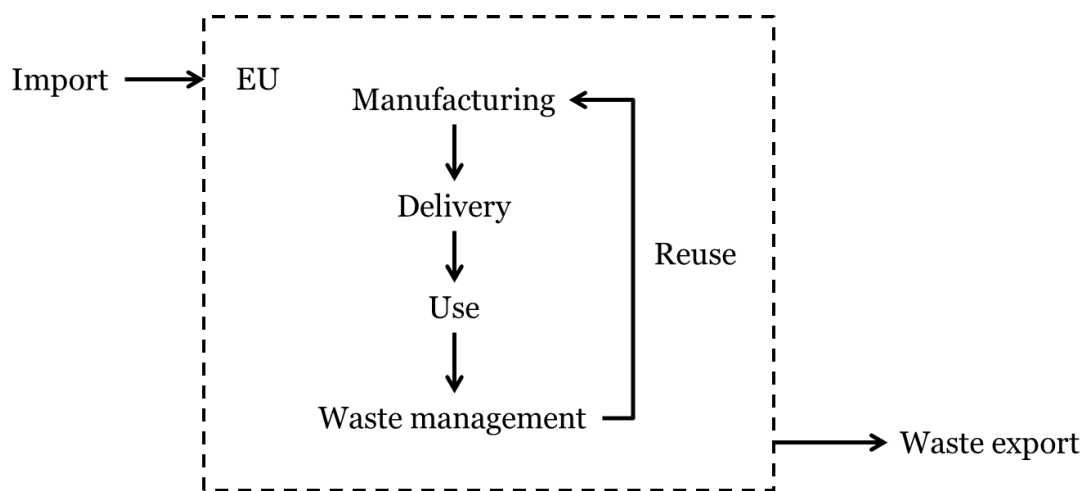 Import
EU
Manufacturing
Delivery
Reuse
Use
Waste management
Waste export